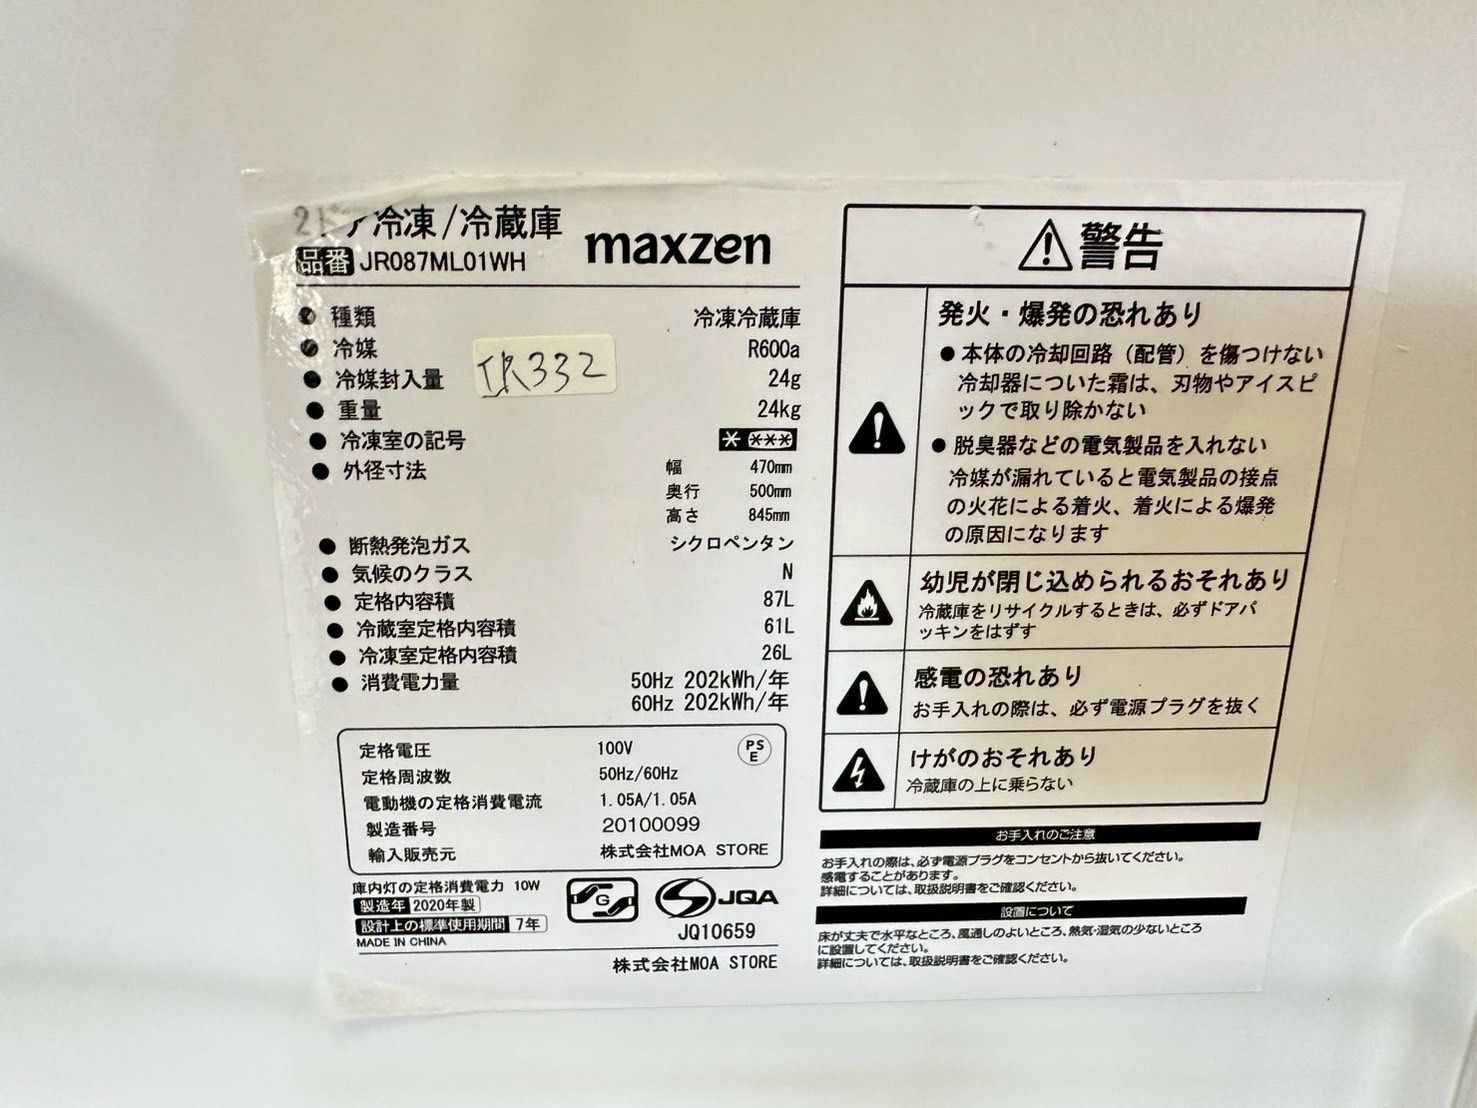 2ドア冷凍/冷蔵庫
品番 JR087ML01WH
maxzen
種類 冷凍冷蔵庫
冷媒 R600a
冷媒封入量 24g
IR332
重量 24kg
冷凍室の記号 * ***
外径寸法 幅 470mm
奥行 500mm
高さ 845mm
断熱発泡ガス シクロペンタン
気候のクラス N
定格内容積 87L
冷蔵室定格内容積 61L
冷凍室定格内容積 26L
消費電力量 50Hz 202kWh/年
60Hz 202kWh/年
定格電圧 100V
PS
E
定格周波数 50Hz/60Hz
電動機の定格消費電流 1.05A/1.05A
製造番号 20100099
輸入販売元 株式会社MOA STORE
庫内灯の定格消費電力 10W
製造年 2020年製
設計上の標準使用期間 7年
MADE IN CHINA
G
JQA
JQ10659
株式会社MOA STORE
警告
発火・爆発の恐れあり
●本体の冷却回路（配管）を傷つけない
冷却器についた霜は、刃物やアイスピ
ックで取り除かない
●脱臭器などの電気製品を入れない
冷媒が漏れていると電気製品の接点
の火花による着火、着火による爆発
の原因になります
幼児が閉じ込められるおそれあり
冷蔵庫をリサイクルするときは、必ずドアパ
ッキンをはずす
感電の恐れあり
お手入れの際は、必ず電源プラグを抜く
けがのおそれあり
冷蔵庫の上に乗らない
お手入れのご注意
お手入れの際は、必ず電源プラグをコンセントから抜いてください。
感電することがあります。
詳細については、取扱説明書をご確認ください。
設置について
床が丈夫で水平なところ、風通しのよいところ、熱気・湿気の少ないところ
に設置してください。
詳細については、取扱説明書をご確認ください。